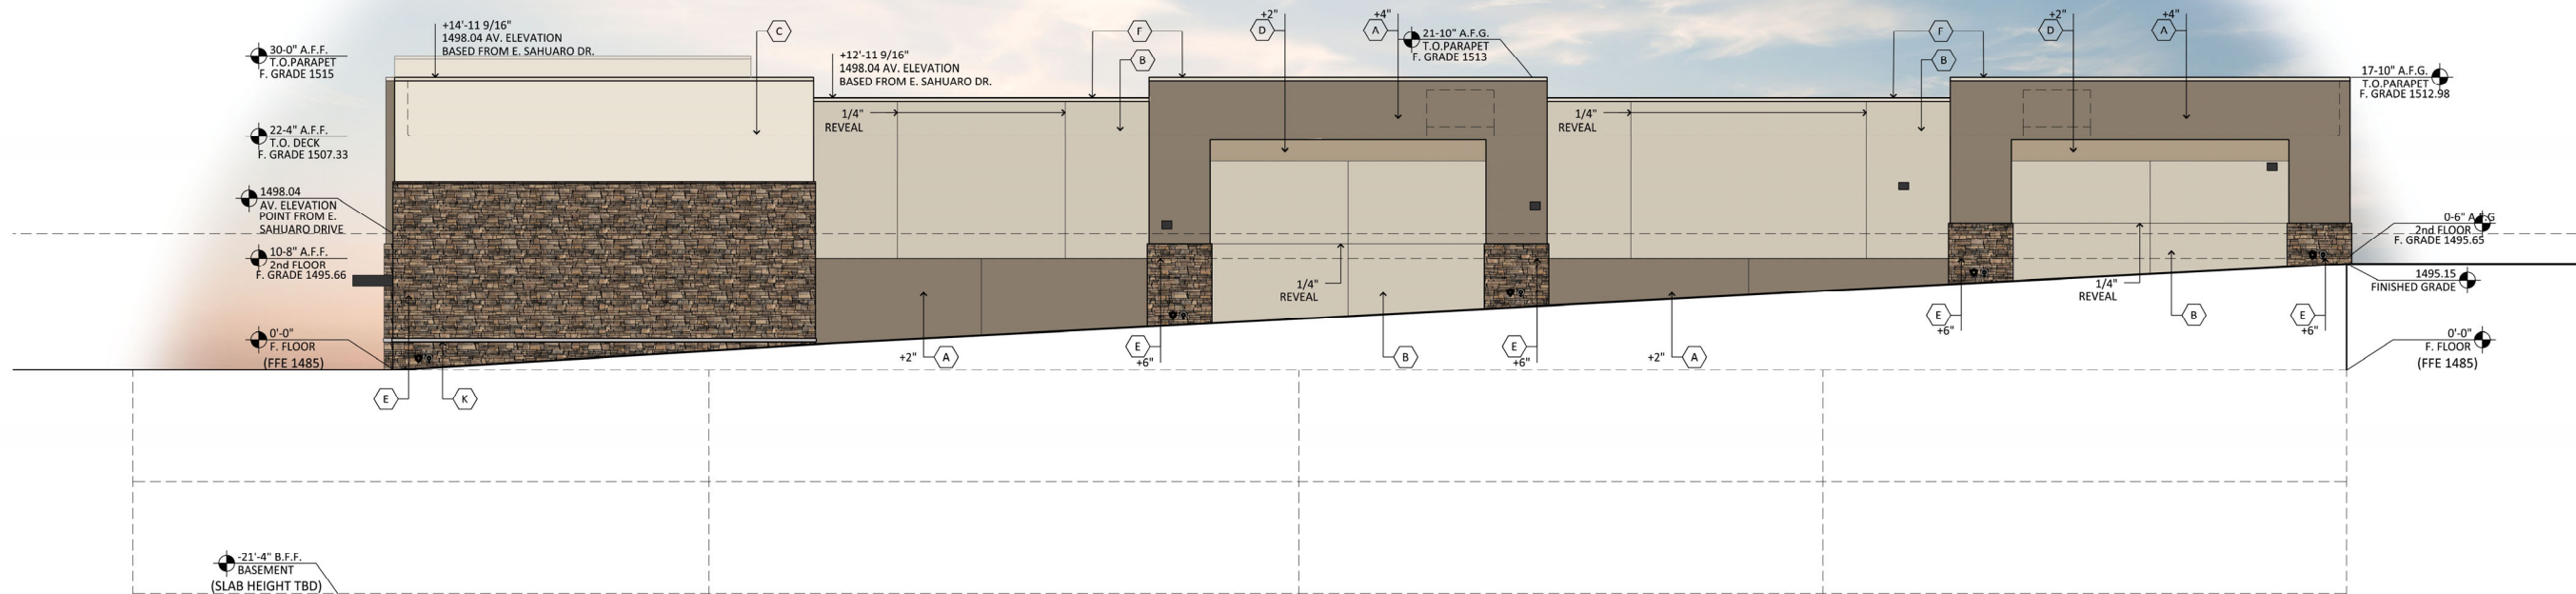 +14'-11 9/16"
1498.04 AV. ELEVATION
BASED FROM E. SAHUARO DR.
C
+12'-11 9/16"
1498.04 AV. ELEVATION
BASED FROM E. SAHUARO DR.
F
B
+2"
D
+4"
A
21-10" A.F.G.
T.O.PARAPET
F. GRADE 1513
F
B
+2"
D
+4"
A
30-0" A.F.F.
T.O.PARAPET
F. GRADE 1515
17-10" A.F.G.
T.O.PARAPET
F. GRADE 1512.98
1/4"
REVEAL
1/4"
REVEAL
22-4" A.F.F.
T.O. DECK
F. GRADE 1507.33
1498.04
AV. ELEVATION
POINT FROM E.
SAHUARO DRIVE
10-8" A.F.F.
2nd FLOOR
F. GRADE 1495.66
0-6" A.F.G
2nd FLOOR
F. GRADE 1495.65
1/4"
REVEAL
1/4"
REVEAL
1495.15
FINISHED GRADE
0'-0"
F. FLOOR
(FFE 1485)
+2"
A
E
+6"
B
E
+6"
+2"
A
E
+6"
B
E
+6"
0'-0"
F. FLOOR
(FFE 1485)
E
K
-21'-4" B.F.F.
BASEMENT
(SLAB HEIGHT TBD)